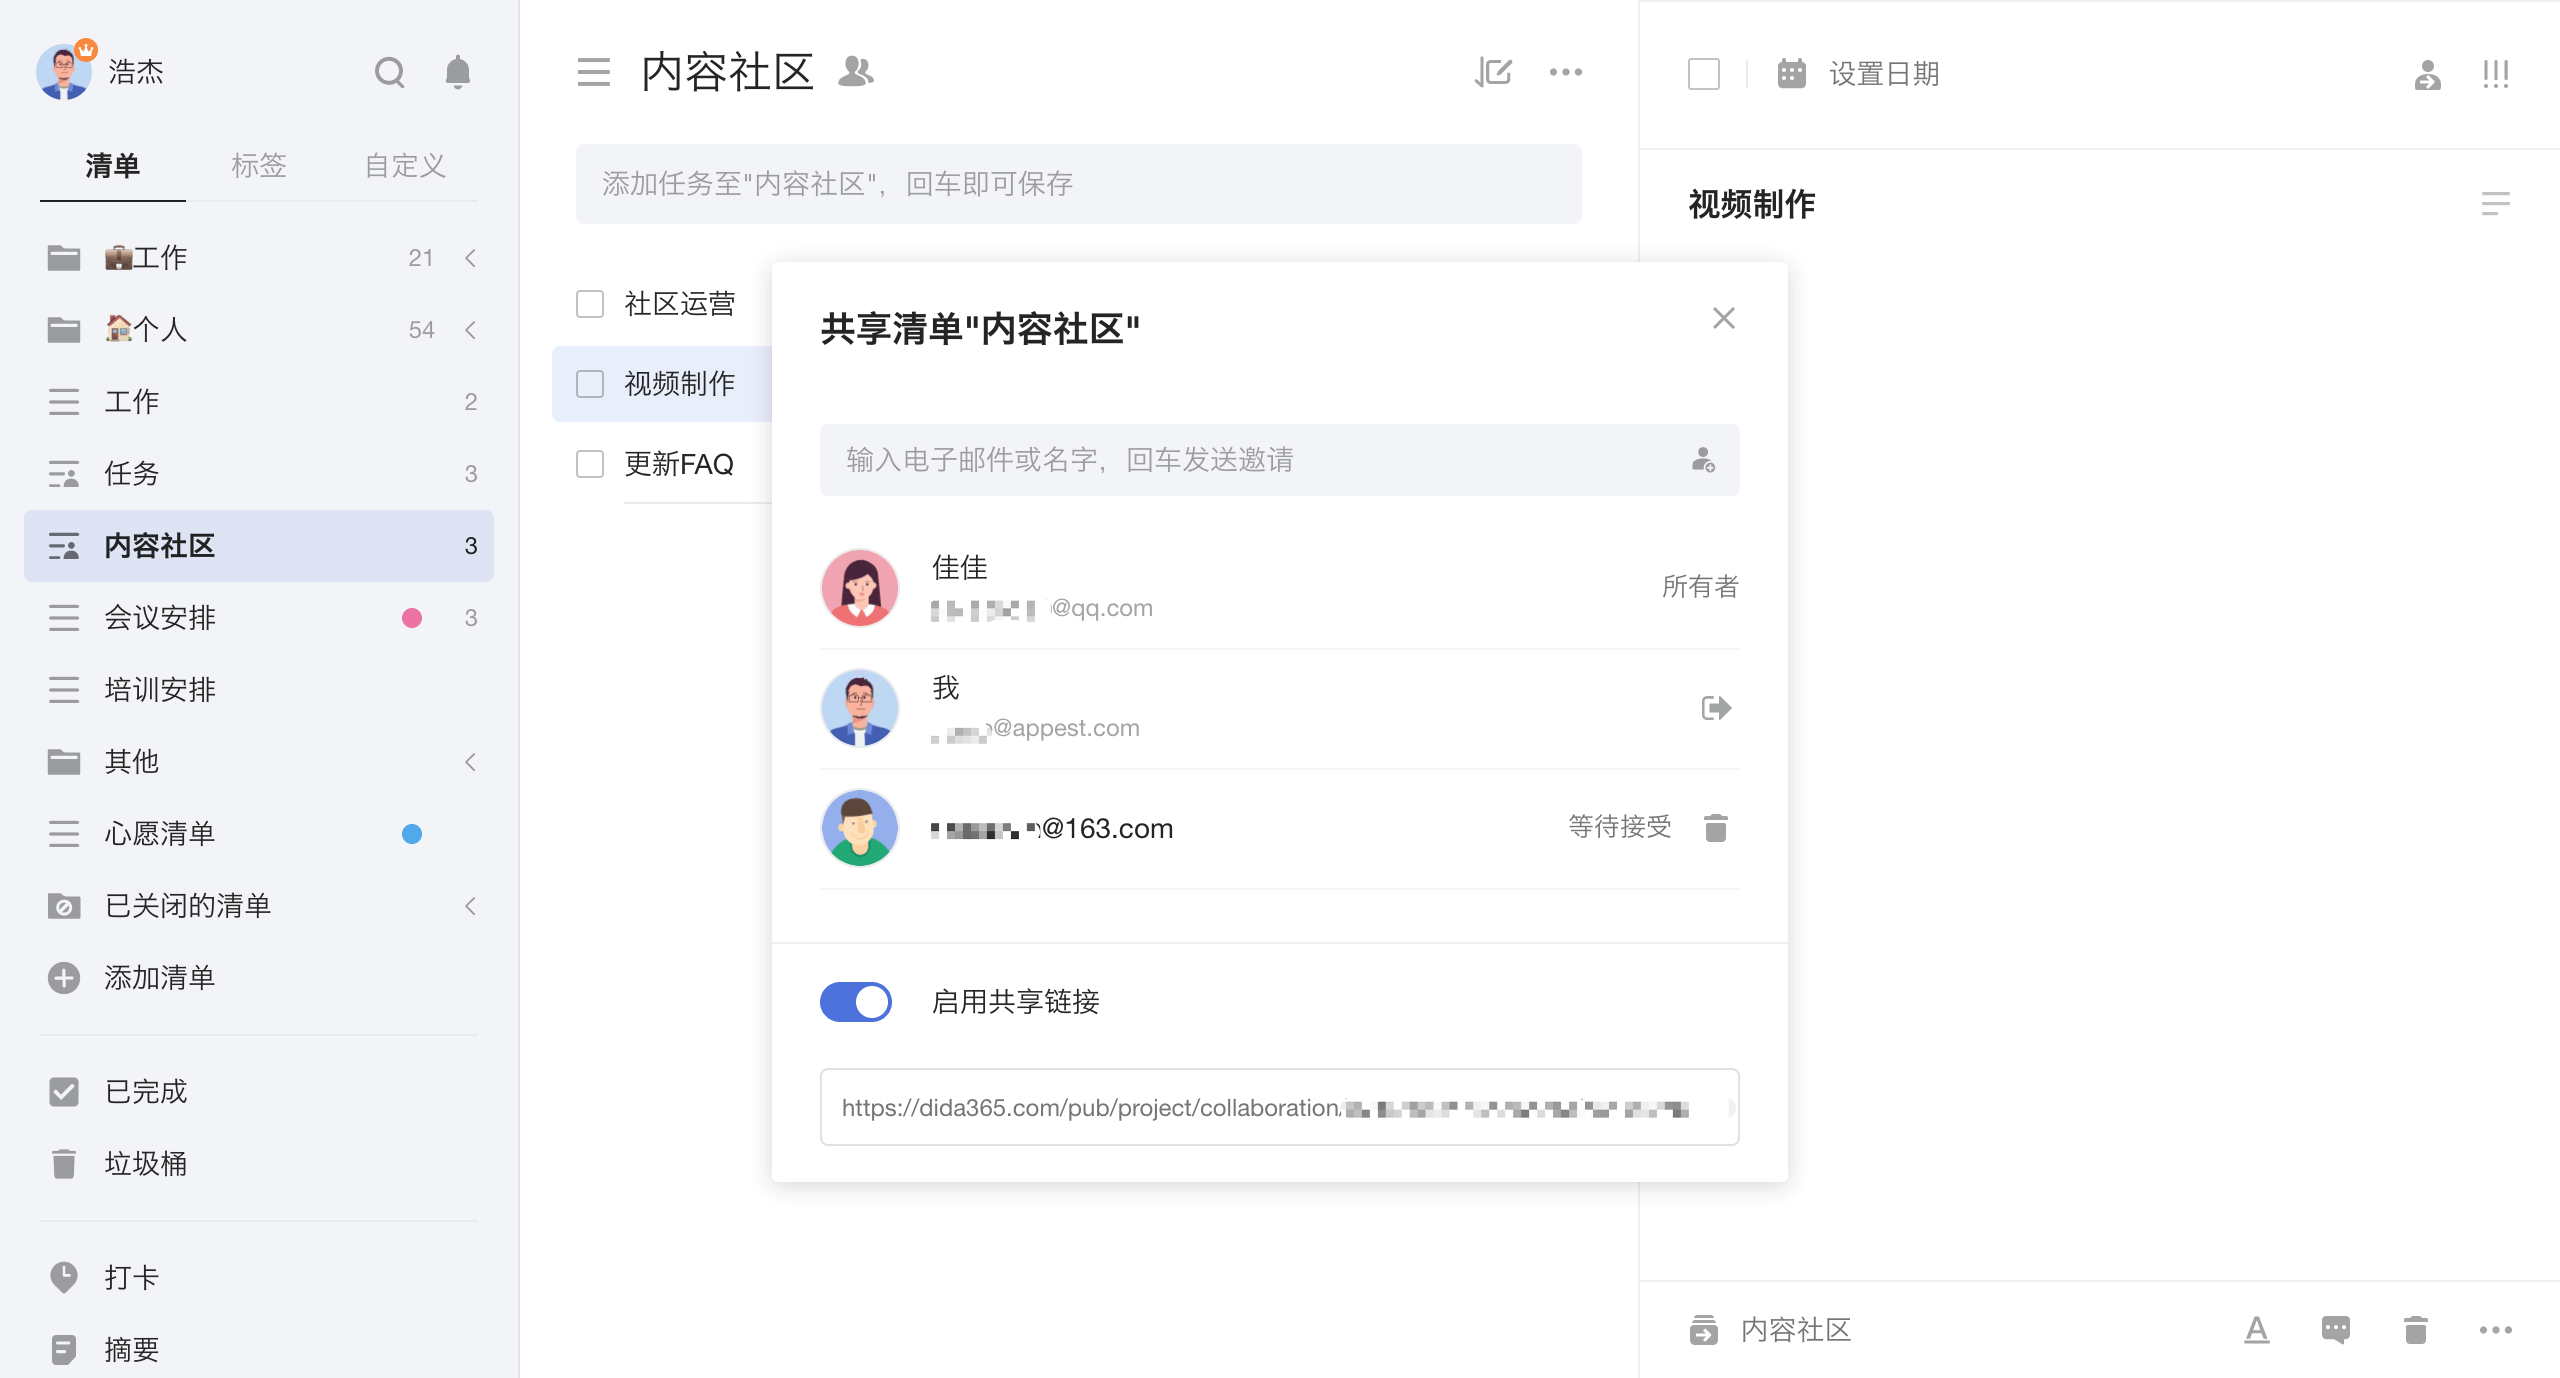 浩杰
清单 标签 自定义
工作 21
个人 54
工作 2
任务 3
内容社区 3
会议安排 3
培训安排
其他
心愿清单
已关闭的清单
添加清单
已完成
垃圾桶
打卡
摘要
内容社区
添加任务至"内容社区"，回车即可保存
社区运营
视频制作
更新FAQ
共享清单"内容社区"
输入电子邮件或名字，回车发送邀请
佳佳
@qq.com
所有者
我
@appest.com
@163.com
等待接受
启用共享链接
https://dida365.com/pub/project/collaboration/
设置日期
视频制作
内容社区